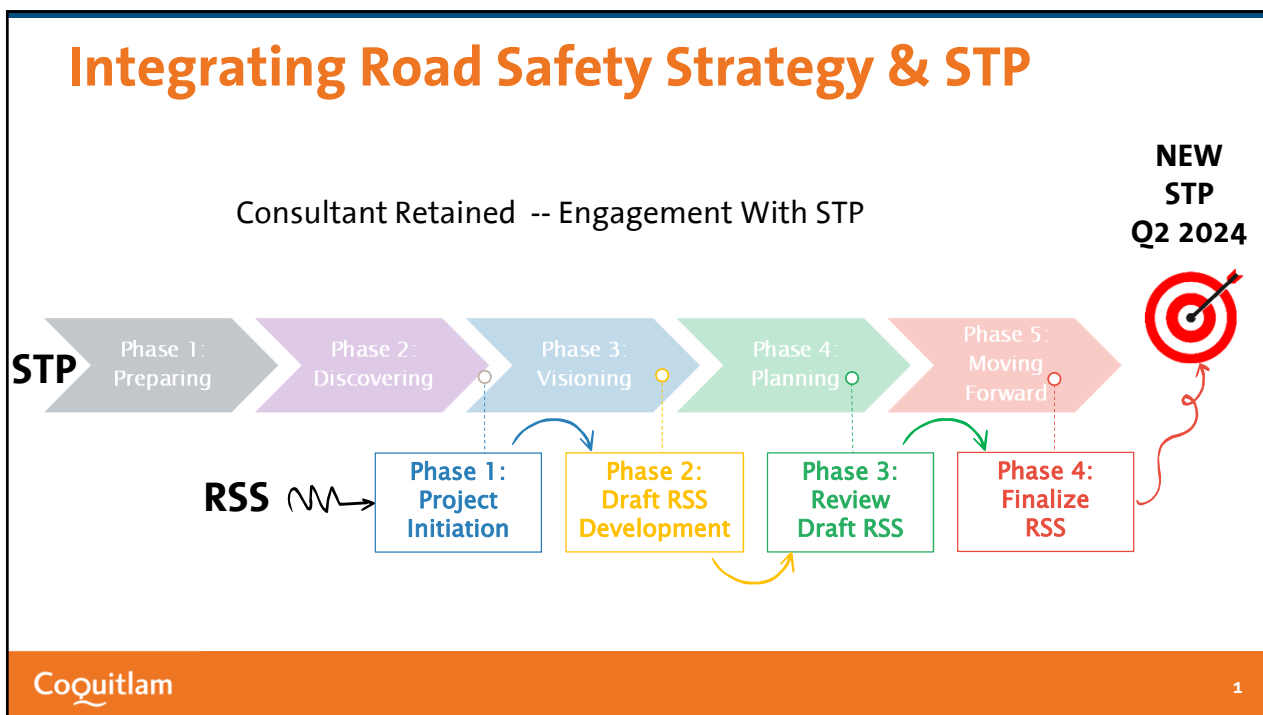 Integrating Road Safety Strategy & STP
NEW
STP
Q2 2024
Consultant Retained -- Engagement With STP
STP
Phase 1:
Preparing
Phase 2:
Discovering
Phase 3:
Visioning
Phase 4:
Planning
Phase 5:
Moving
Forward
RSS
Phase 1:
Project
Initiation
Phase 2:
Draft RSS
Development
Phase 3:
Review
Draft RSS
Phase 4:
Finalize
RSS
Coquitlam
1